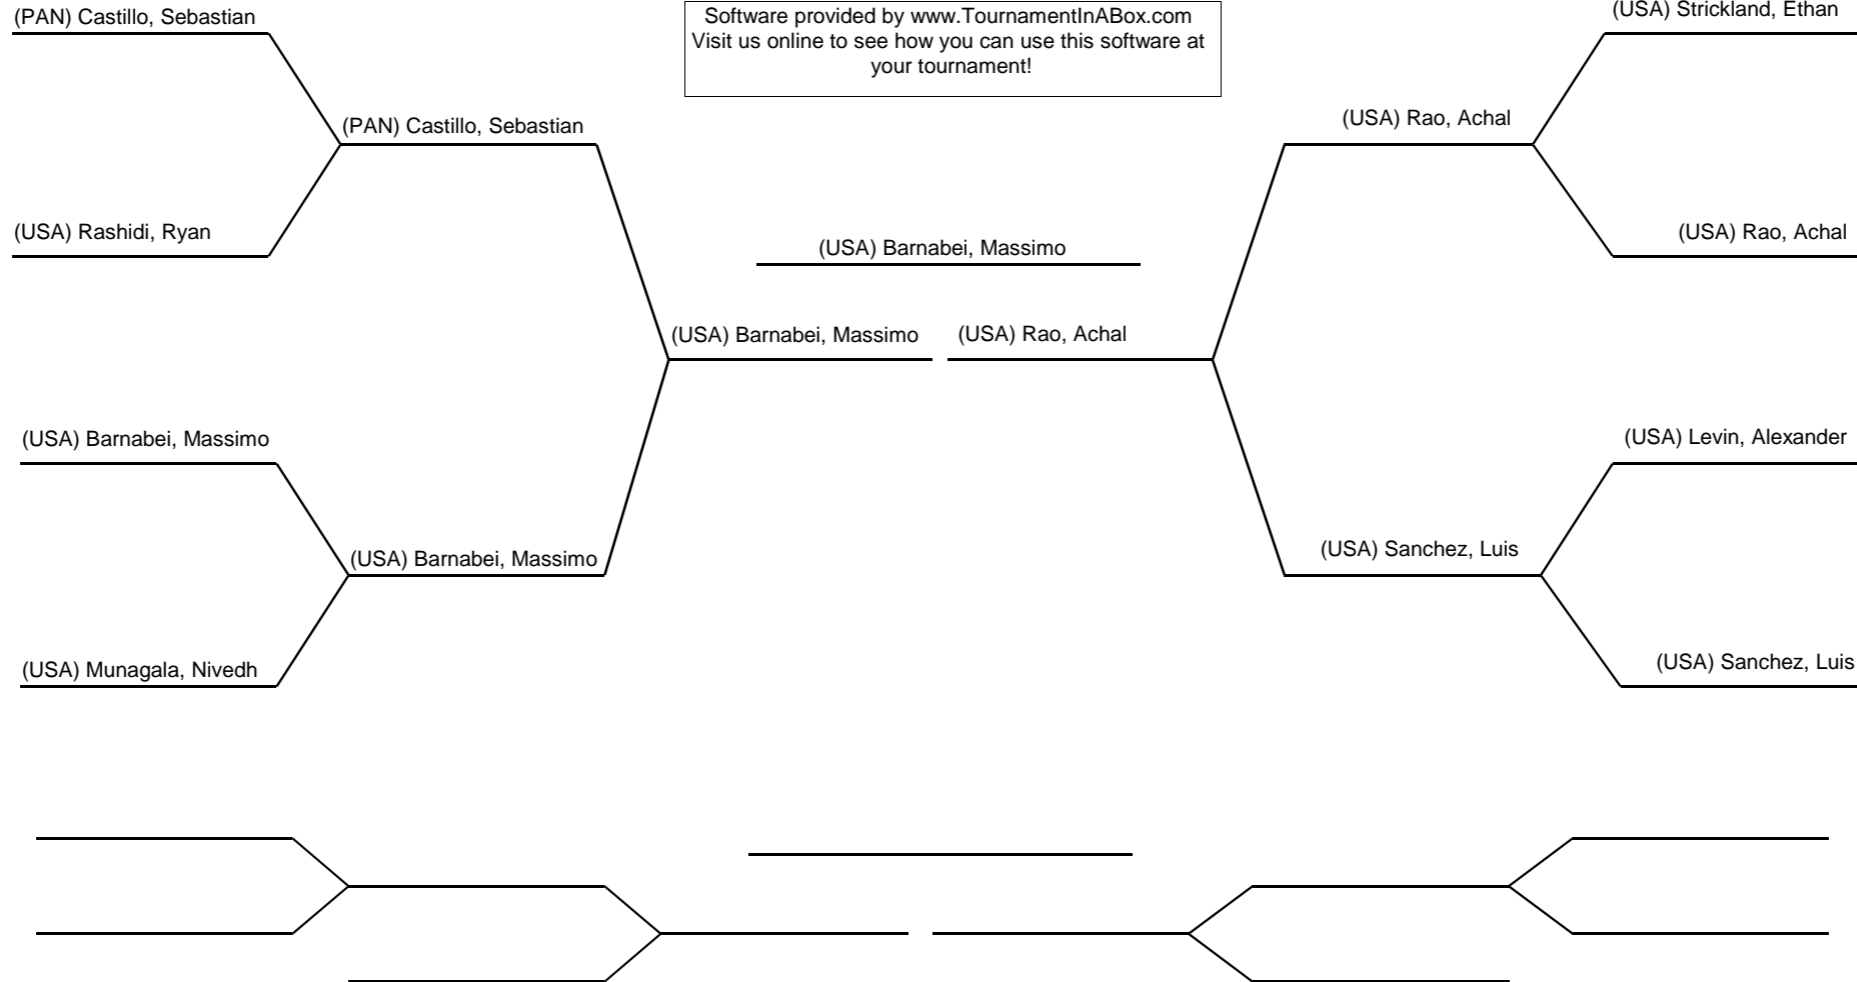 (PAN) Castillo, Sebastian
Software provided by www.TournamentInABox.com
Visit us online to see how you can use this software at
your tournament!
(USA) Strickland, Ethan
(PAN) Castillo, Sebastian
(USA) Rao, Achal
(USA) Rashidi, Ryan
(USA) Barnabei, Massimo
(USA) Rao, Achal
(USA) Barnabei, Massimo
(USA) Rao, Achal
(USA) Barnabei, Massimo
(USA) Levin, Alexander
(USA) Barnabei, Massimo
(USA) Sanchez, Luis
(USA) Munagala, Nivedh
(USA) Sanchez, Luis